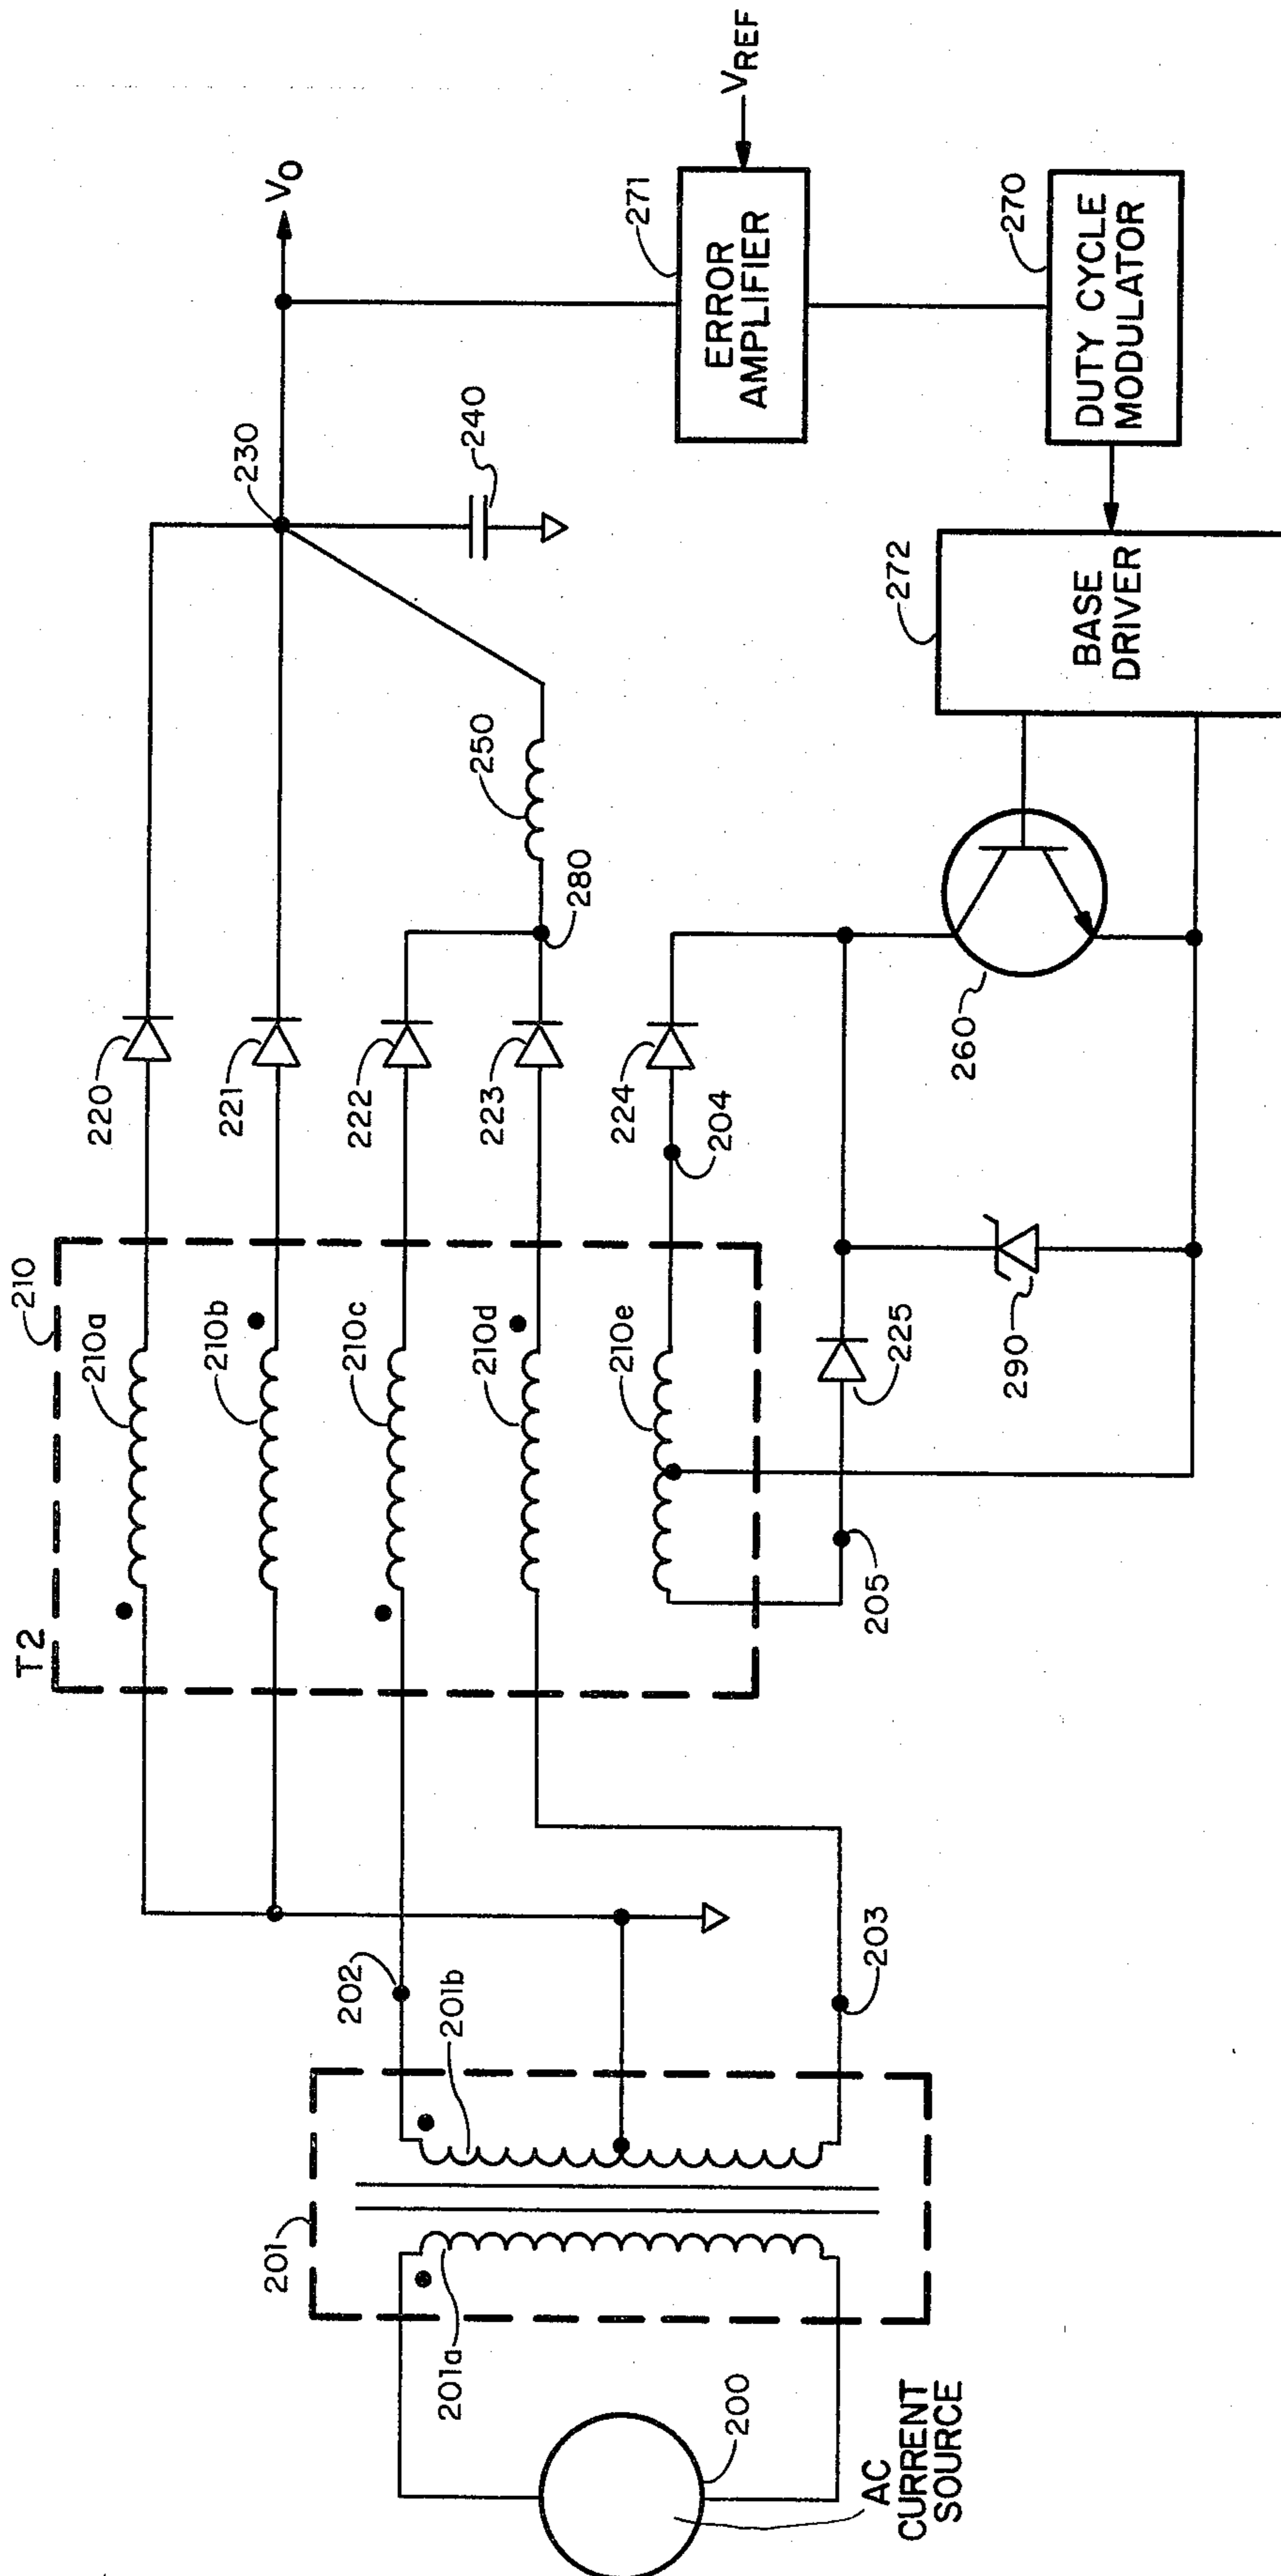 T2
210
210a
220
210b
221
230
VO
202
210c
222
250
240
271
ERROR
AMPLIFIER
VREF
201
201a
201b
210d
223
280
210e
224
204
272
BASE
DRIVER
270
DUTY CYCLE
MODULATOR
200
AC
CURRENT
SOURCE
203
205
225
290
260